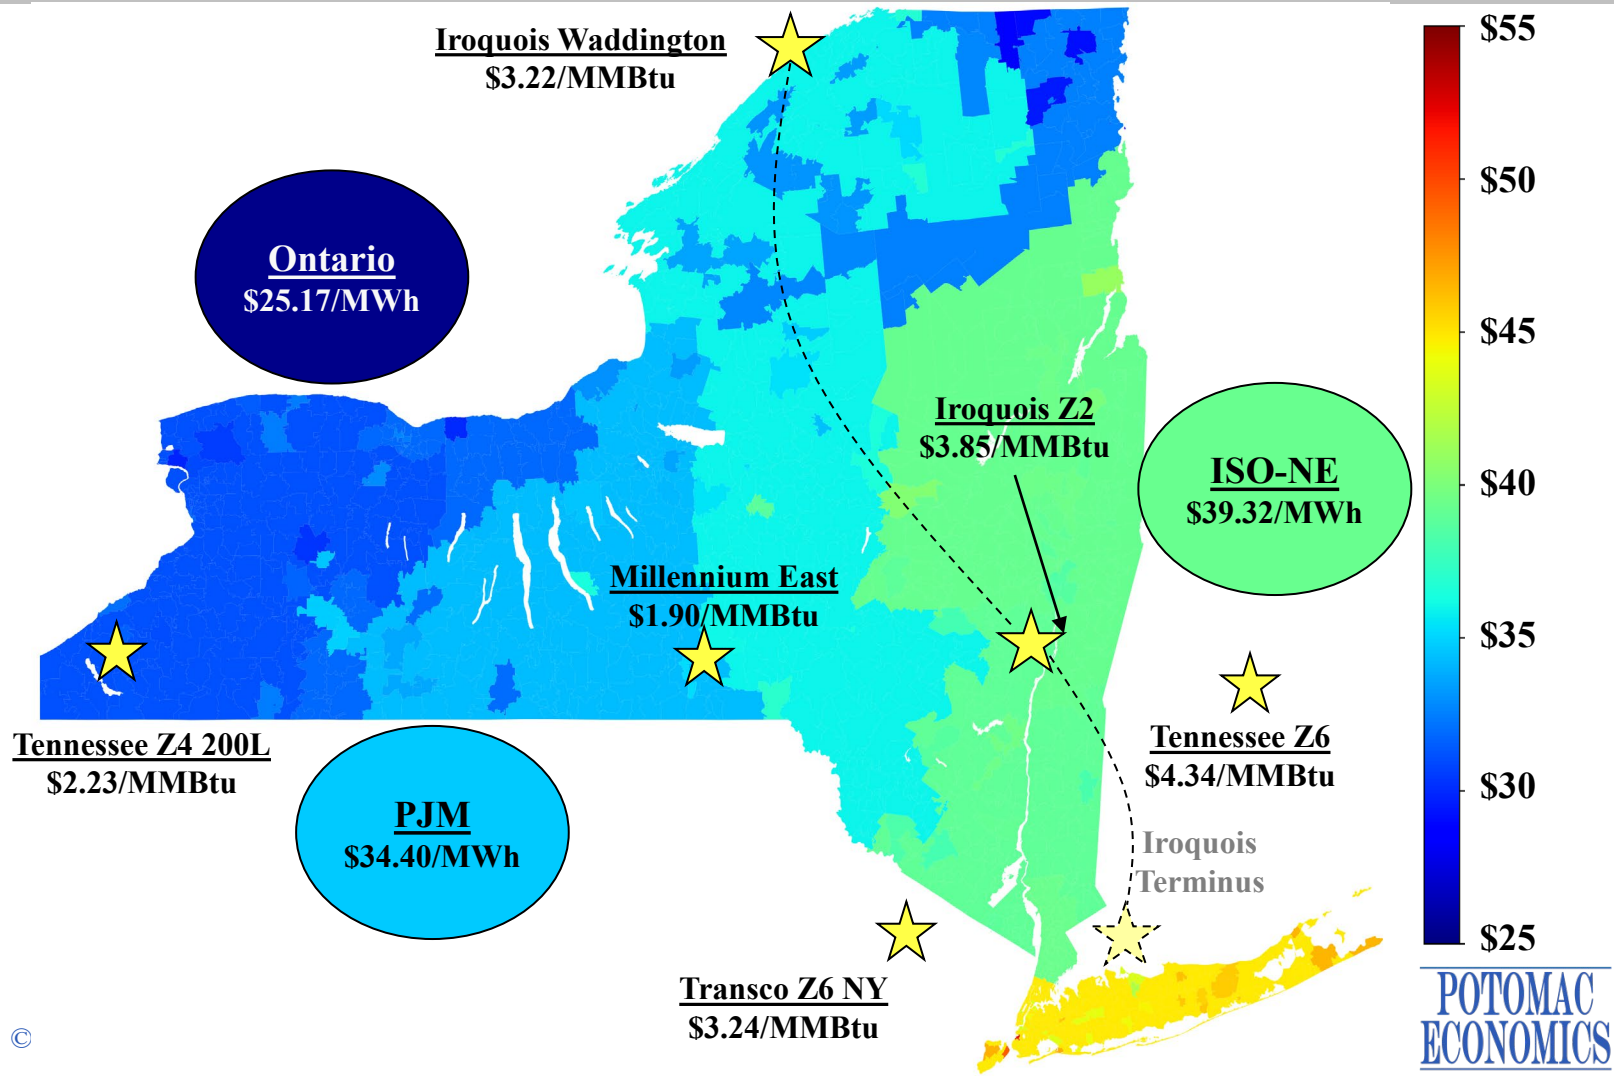 Iroquois Waddington
$3.22/MMBtu
Ontario
$25.17/MWh
Iroquois Z2
$3.85/MMBtu
ISO-NE
$39.32/MWh
Millennium East
$1.90/MMBtu
Tennessee Z4 200L
$2.23/MMBtu
PJM
$34.40/MWh
Tennessee Z6
$4.34/MMBtu
Iroquois
Terminus
Transco Z6 NY
$3.24/MMBtu
$55
$50
$45
$40
$35
$30
$25
©
POTOMAC
ECONOMICS